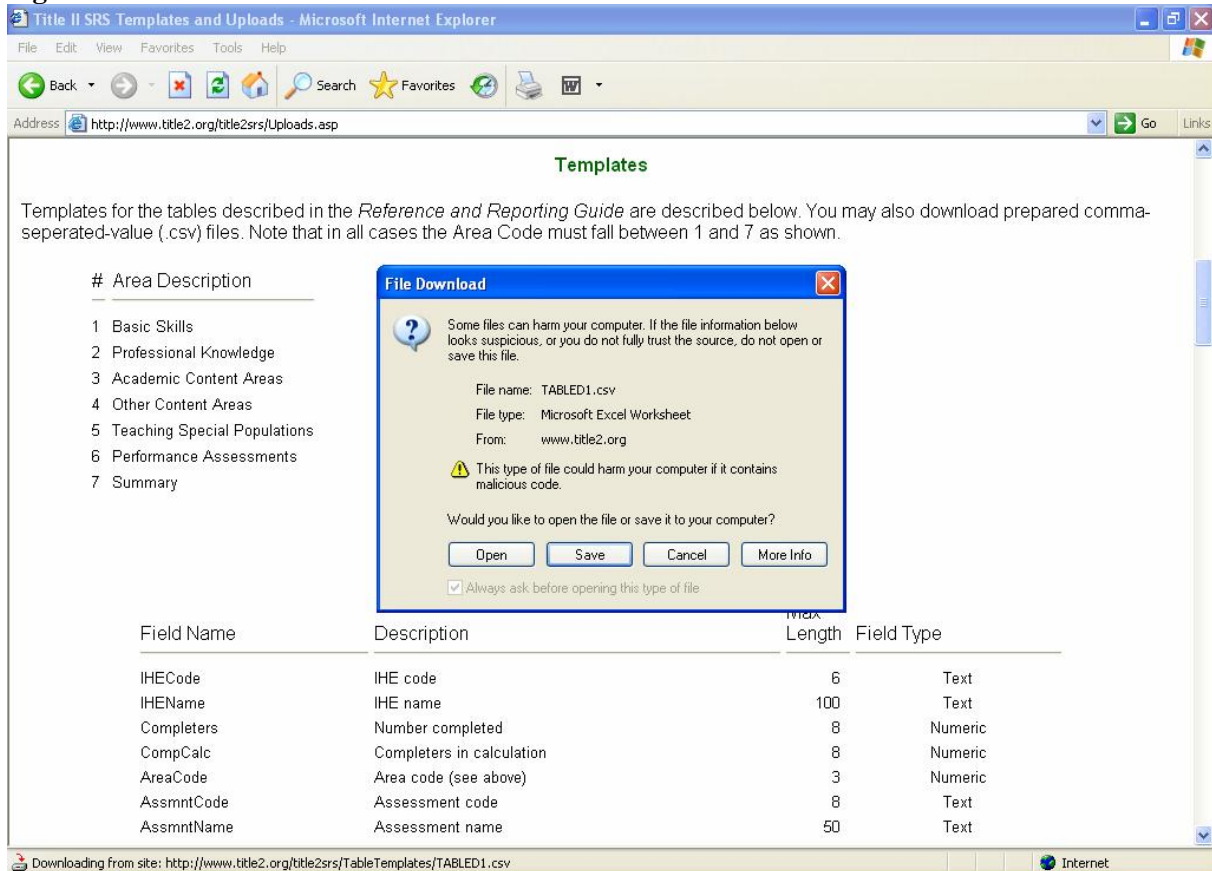 Title II SRS Templates and Uploads - Microsoft Internet Explorer
File Edit View Favorites Tools Help
Back Search Favorites
Address http://www.title2.org/title2srs/Uploads.asp Go Links
Templates
Templates for the tables described in the Reference and Reporting Guide are described below. You may also download prepared comma-
seperated-value (.csv) files. Note that in all cases the Area Code must fall between 1 and 7 as shown.
# Area Description
1 Basic Skills
2 Professional Knowledge
3 Academic Content Areas
4 Other Content Areas
5 Teaching Special Populations
6 Performance Assessments
7 Summary
File Download
Some files can harm your computer. If the file information below
looks suspicious, or you do not fully trust the source, do not open or
save this file.
File name: TABLED1.csv
File type: Microsoft Excel Worksheet
From: www.title2.org
This type of file could harm your computer if it contains
malicious code.
Would you like to open the file or save it to your computer?
Open Save Cancel More Info
Always ask before opening this type of file
Max
Field Name Description Length Field Type
IHECode IHE code 6 Text
IHEName IHE name 100 Text
Completers Number completed 8 Numeric
CompCalc Completers in calculation 8 Numeric
AreaCode Area code (see above) 3 Numeric
AssmntCode Assessment code 8 Text
AssmntName Assessment name 50 Text
Downloading from site: http://www.title2.org/title2srs/TableTemplates/TABLED1.csv Internet